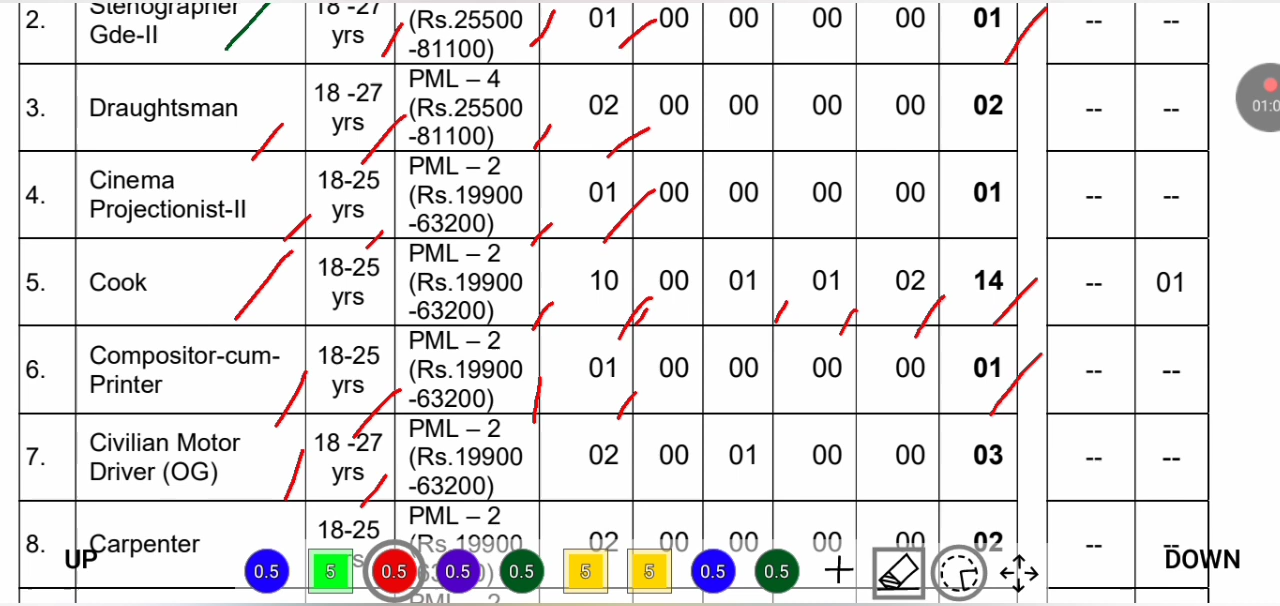 2. Stenographer Gde-II 18 -27 yrs (Rs.25500 -81100) 01 00 00 00 00 01 -- --
3. Draughtsman 18 -27 yrs PML – 4 (Rs.25500 -81100) 02 00 00 00 00 02 -- --
4. Cinema Projectionist-II 18-25 yrs PML – 2 (Rs.19900 -63200) 01 00 00 00 00 01 -- --
5. Cook 18-25 yrs PML – 2 (Rs.19900 -63200) 10 00 01 01 02 14 -- 01
6. Compositor-cum-Printer 18-25 yrs PML – 2 (Rs.19900 -63200) 01 00 00 00 00 01 -- --
7. Civilian Motor Driver (OG) 18 -27 yrs PML – 2 (Rs.19900 -63200) 02 00 01 00 00 03 -- --
8. Carpenter 18-25 PML – 2 (Rs.19900 02 00 00 00 00 02 -- --
PML – 2
UP 0.5 5 0.5 0.5 0.5 5 5 0.5 0.5 DOWN
01:0